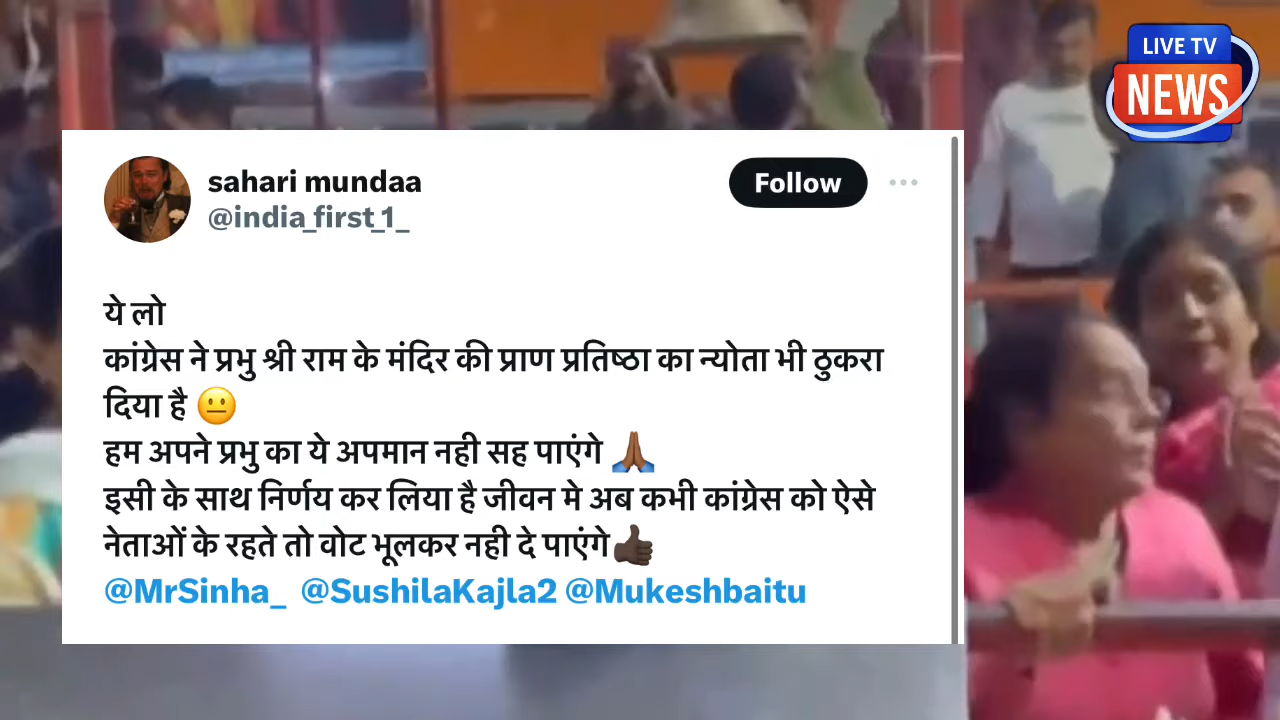 LIVE TV
NEWS
sahari mundaa
Follow
@india_first_1_
ये लो
कांग्रेस ने प्रभु श्री राम के मंदिर की प्राण प्रतिष्ठा का न्योता भी ठुकरा
दिया है 😐
हम अपने प्रभु का ये अपमान नही सह पाएंगे 🙏🏾
इसी के साथ निर्णय कर लिया है जीवन मे अब कभी कांग्रेस को ऐसे
नेताओं के रहते तो वोट भूलकर नही दे पाएंगे👍🏿
@MrSinha_ @SushilaKajla2 @Mukeshbaitu